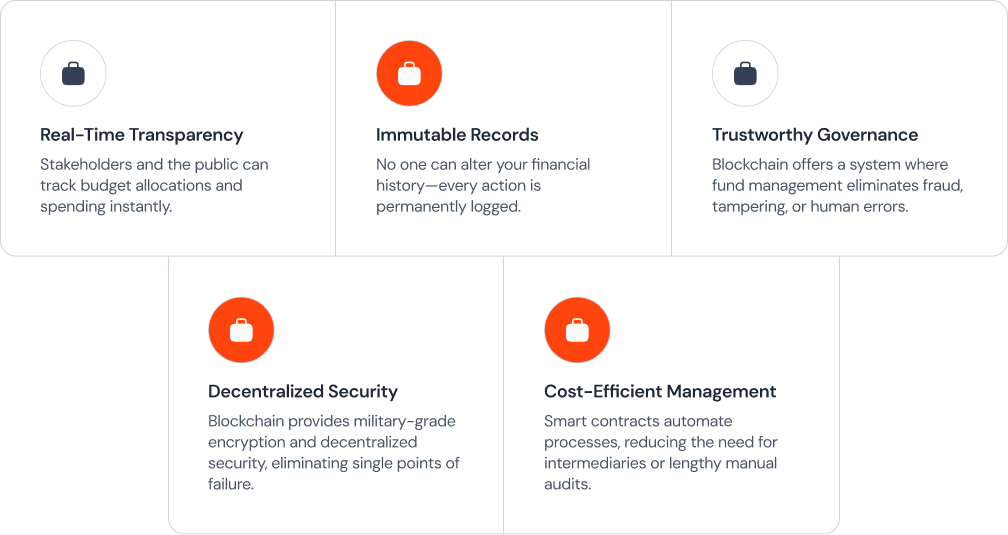 Real-Time Transparency
Stakeholders and the public can
track budget allocations and
spending instantly.
Immutable Records
No one can alter your financial
history—every action is
permanently logged.
Trustworthy Governance
Blockchain offers a system where
fund management eliminates fraud,
tampering, or human errors.
Decentralized Security
Blockchain provides military-grade
encryption and decentralized
security, eliminating single points of
failure.
Cost-Efficient Management
Smart contracts automate
processes, reducing the need for
intermediaries or lengthy manual
audits.